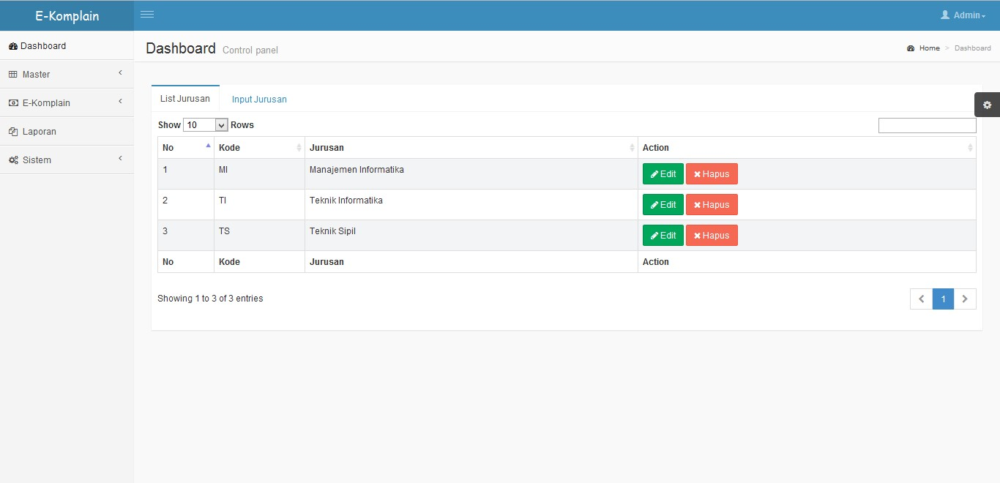 E-Komplain
Admin
Dashboard
Master
E-Komplain
Laporan
Sistem
Dashboard Control panel
Home > Dashboard
List Jurusan Input Jurusan
Show 10 Rows
No Kode Jurusan Action
1 MI Manajemen Informatika Edit Hapus
2 TI Teknik Informatika Edit Hapus
3 TS Teknik Sipil Edit Hapus
No Kode Jurusan Action
Showing 1 to 3 of 3 entries
1